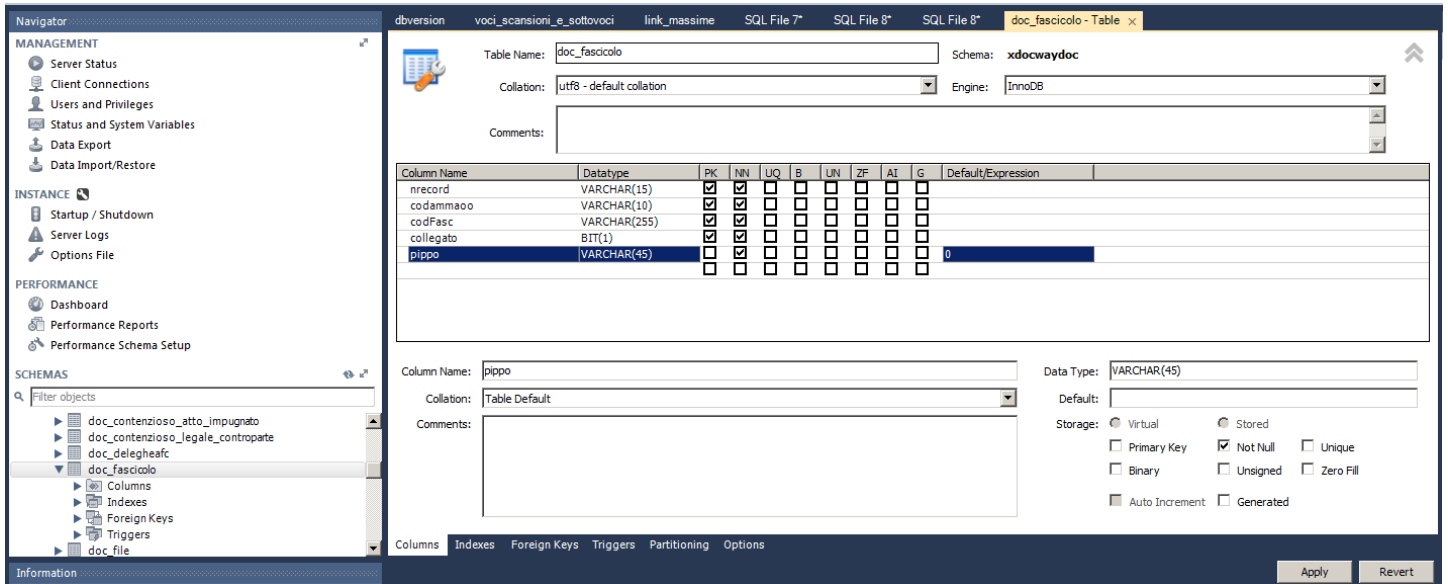 Navigator
MANAGEMENT
Server Status
Client Connections
Users and Privileges
Status and System Variables
Data Export
Data Import/Restore
INSTANCE
Startup / Shutdown
Server Logs
Options File
PERFORMANCE
Dashboard
Performance Reports
Performance Schema Setup
SCHEMAS
Filter objects
doc_contenzioso_atto_impugnato
doc_contenzioso_legale_controparte
doc_delegheafc
doc_fascicolo
Columns
Indexes
Foreign Keys
Triggers
doc_file
Information
dbversion voci_scansioni_e_sottovoci link_massime SQL File 7* SQL File 8* SQL File 8* doc_fascicolo - Table ×
Table Name: doc_fascicolo Schema: xdocwaydoc
Collation: utf8 - default collation Engine: InnoDB
Comments:
Column Name Datatype PK NN UQ B UN ZF AI G Default/Expression
nrecord VARCHAR(15)
codammaoo VARCHAR(10)
codFasc VARCHAR(255)
collegato BIT(1)
pippo VARCHAR(45) 0
Column Name: pippo Data Type: VARCHAR(45)
Collation: Table Default Default:
Comments: Storage: Virtual Stored
Primary Key Not Null Unique
Binary Unsigned Zero Fill
Auto Increment Generated
Columns Indexes Foreign Keys Triggers Partitioning Options
Apply Revert